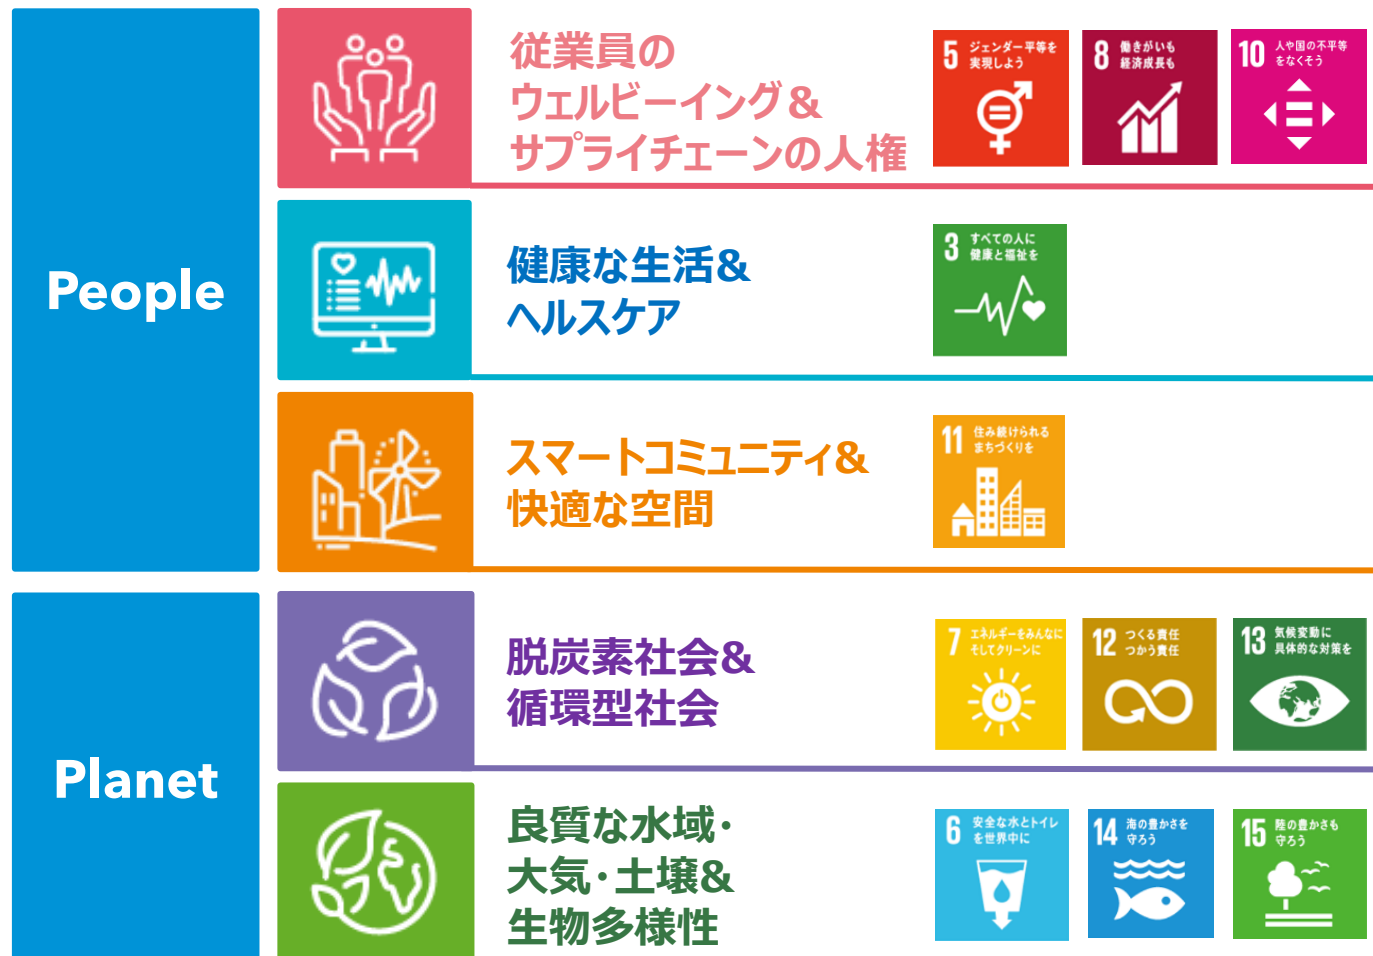 People
従業員の
ウェルビーイング&
サプライチェーンの人権
5 ジェンダー平等を
実現しよう
8 働きがいも
経済成長も
10 人や国の不平等
をなくそう
健康な生活&
ヘルスケア
3 すべての人に
健康と福祉を
スマートコミュニティ&
快適な空間
11 住み続けられる
まちづくりを
Planet
脱炭素社会&
循環型社会
7 エネルギーをみんなに
そしてクリーンに
12 つくる責任
つかう責任
13 気候変動に
具体的な対策を
良質な水域・
大気・土壌&
生物多様性
6 安全な水とトイレ
を世界中に
14 海の豊かさを
守ろう
15 陸の豊かさも
守ろう